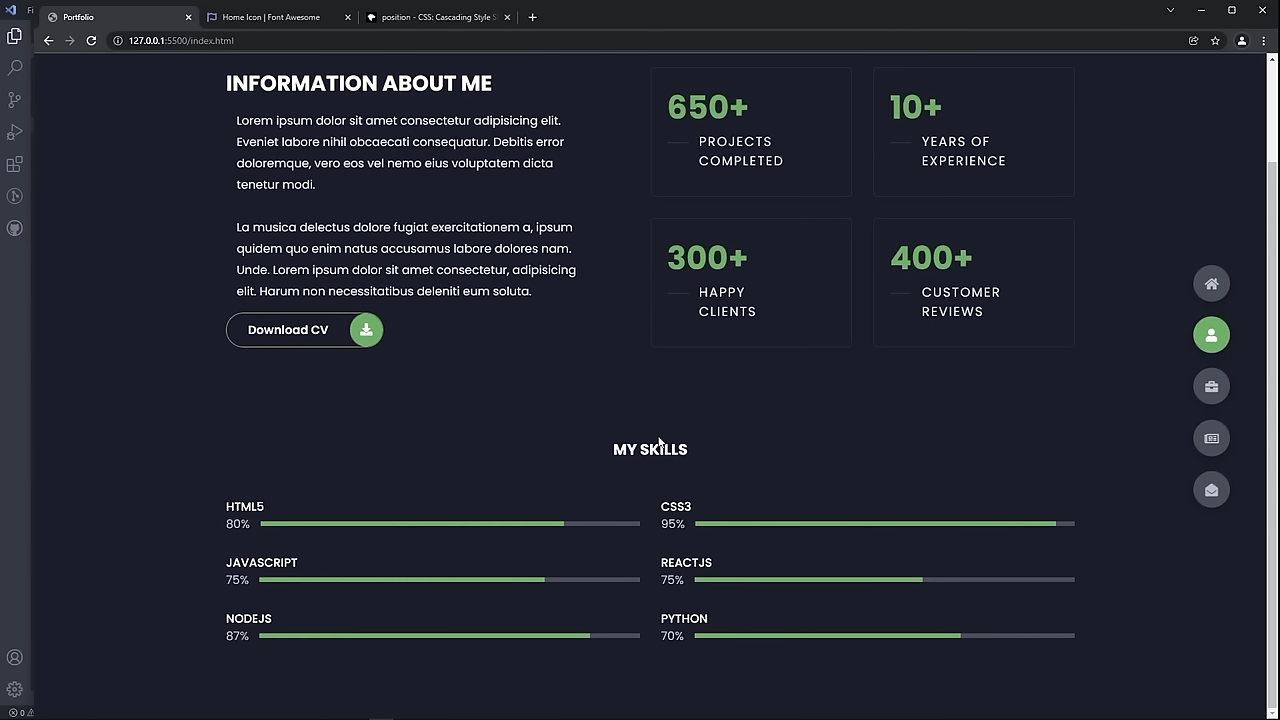 Fi
Portfolio
Home Icon | Font Awesome
position - CSS: Cascading Style S
127.0.0.1:5500/index.html
INFORMATION ABOUT ME
Lorem ipsum dolor sit amet consectetur adipisicing elit.
Eveniet labore nihil obcaecati consequatur. Debitis error
doloremque, vero eos vel nemo eius voluptatem dicta
tenetur modi.
La musica delectus dolore fugiat exercitationem a, ipsum
quidem quo enim natus accusamus labore dolores nam.
Unde. Lorem ipsum dolor sit amet consectetur, adipisicing
elit. Harum non necessitatibus deleniti eum soluta.
Download CV
650+
PROJECTS
COMPLETED
10+
YEARS OF
EXPERIENCE
300+
HAPPY
CLIENTS
400+
CUSTOMER
REVIEWS
MY SKILLS
HTML5
80%
CSS3
95%
JAVASCRIPT
75%
REACTJS
75%
NODEJS
87%
PYTHON
70%
0